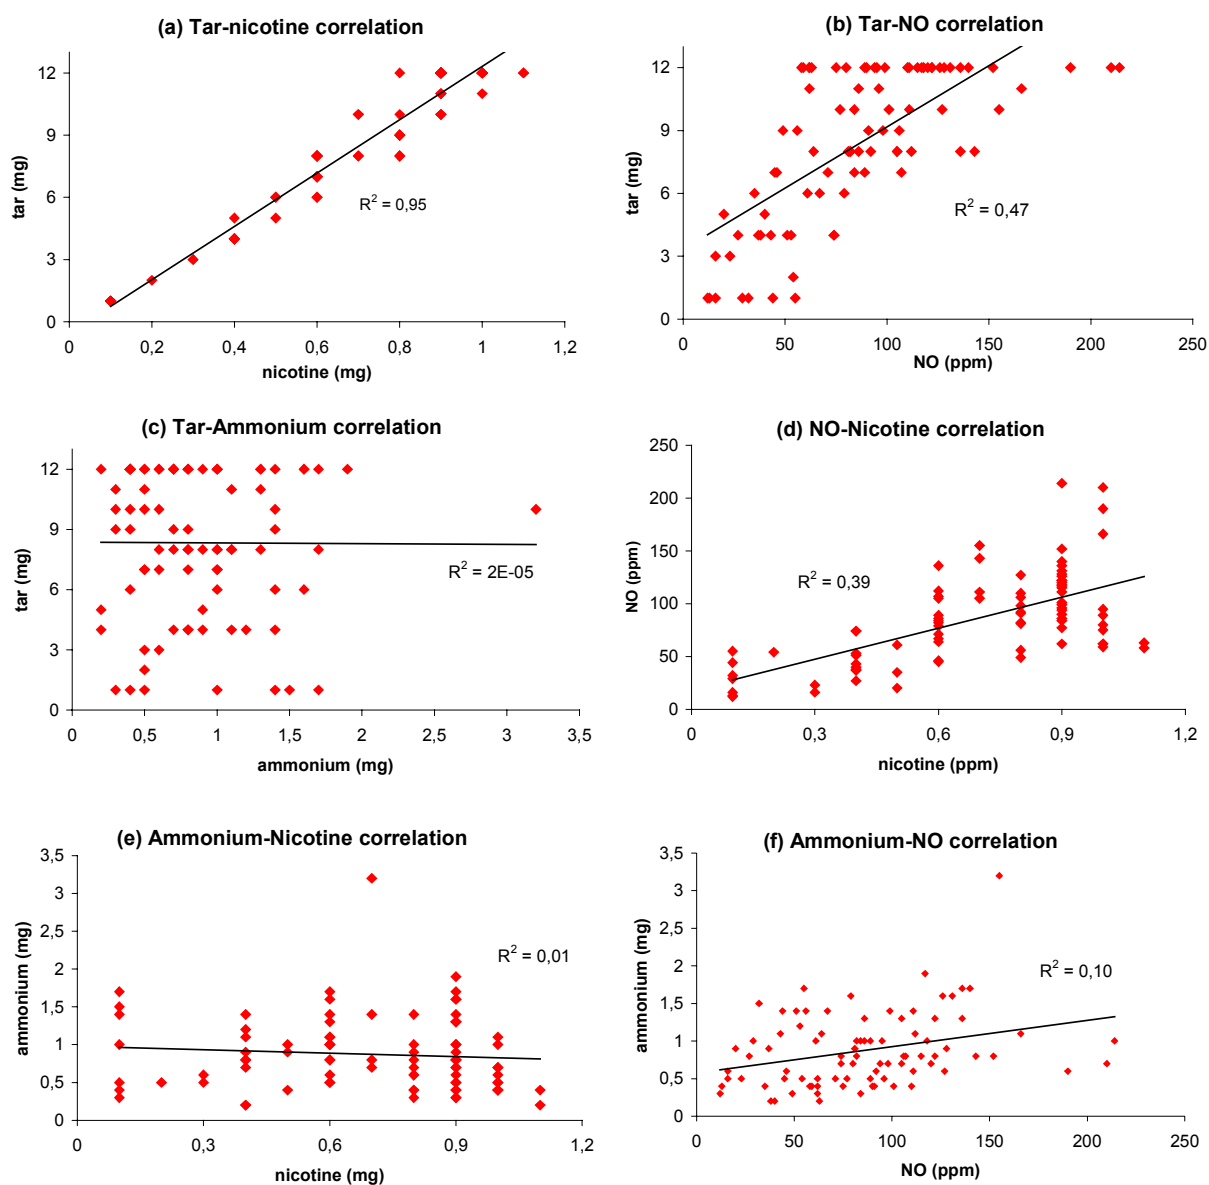 (a) Tar-nicotine correlation
12
9
6
3
0
tar (mg)
R² = 0,95
0 0,2 0,4 0,6 0,8 1 1,2
nicotine (mg)
(b) Tar-NO correlation
12
9
6
3
0
tar (mg)
R² = 0,47
0 50 100 150 200 250
NO (ppm)
(c) Tar-Ammonium correlation
12
9
6
3
0
tar (mg)
R² = 2E-05
0 0,5 1 1,5 2 2,5 3 3,5
ammonium (mg)
(d) NO-Nicotine correlation
250
200
150
100
50
0
NO (ppm)
R² = 0,39
0 0,3 0,6 0,9 1,2
nicotine (ppm)
(e) Ammonium-Nicotine correlation
3,5
3
2,5
2
1,5
1
0,5
0
ammonium (mg)
R² = 0,01
0 0,3 0,6 0,9 1,2
nicotine (mg)
(f) Ammonium-NO correlation
3,5
3
2,5
2
1,5
1
0,5
0
ammonium (mg)
R² = 0,10
0 50 100 150 200 250
NO (ppm)